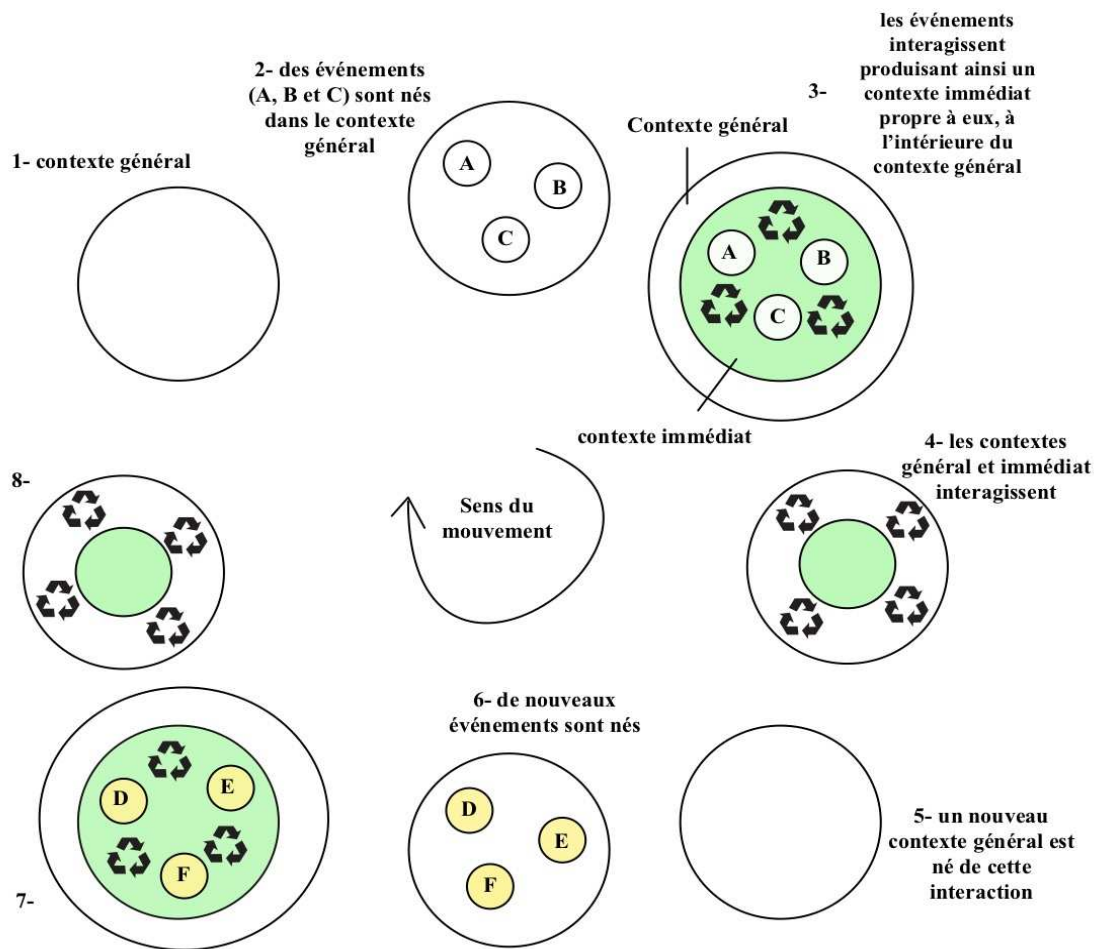 1- contexte général
2- des événements
(A, B et C) sont nés
dans le contexte
général
A
B
C
3-
les événements
interagissent
produisant ainsi un
contexte immédiat
propre à eux, à
l'intérieure du
contexte général
Contexte général
A
B
C
contexte immédiat
4- les contextes
général et immédiat
interagissent
Sens du
mouvement
8-
5- un nouveau
contexte général est
né de cette
interaction
6- de nouveaux
événements sont nés
D
E
F
7-
D
E
F